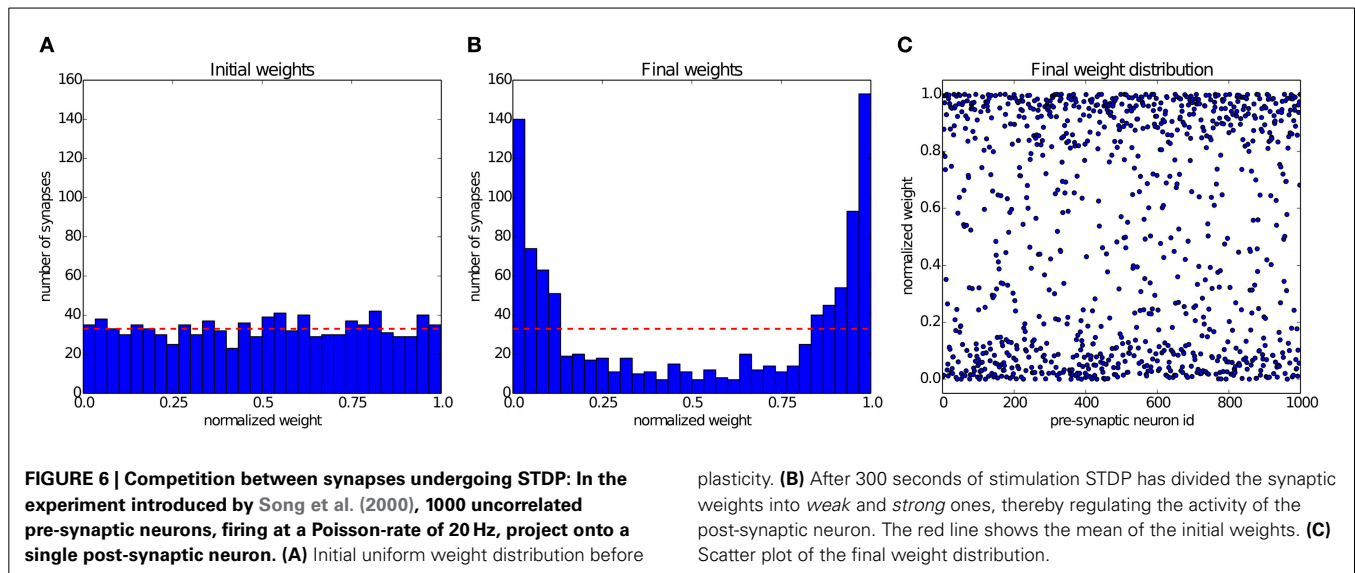 A
Initial weights
160
140
120
100
80
60
40
20
0
number of synapses
0.0 0.25 0.5 0.75 1.0
normalized weight
B
Final weights
160
140
120
100
80
60
40
20
0
number of synapses
0.0 0.25 0.5 0.75 1.0
normalized weight
C
Final weight distribution
1.0
0.8
0.6
0.4
0.2
0.0
normalized weight
0 200 400 600 800 1000
pre-synaptic neuron id
FIGURE 6 | Competition between synapses undergoing STDP: In the
experiment introduced by Song et al. (2000), 1000 uncorrelated
pre-synaptic neurons, firing at a Poisson-rate of 20 Hz, project onto a
single post-synaptic neuron. (A) Initial uniform weight distribution before
plasticity. (B) After 300 seconds of stimulation STDP has divided the synaptic
weights into weak and strong ones, thereby regulating the activity of the
post-synaptic neuron. The red line shows the mean of the initial weights. (C)
Scatter plot of the final weight distribution.